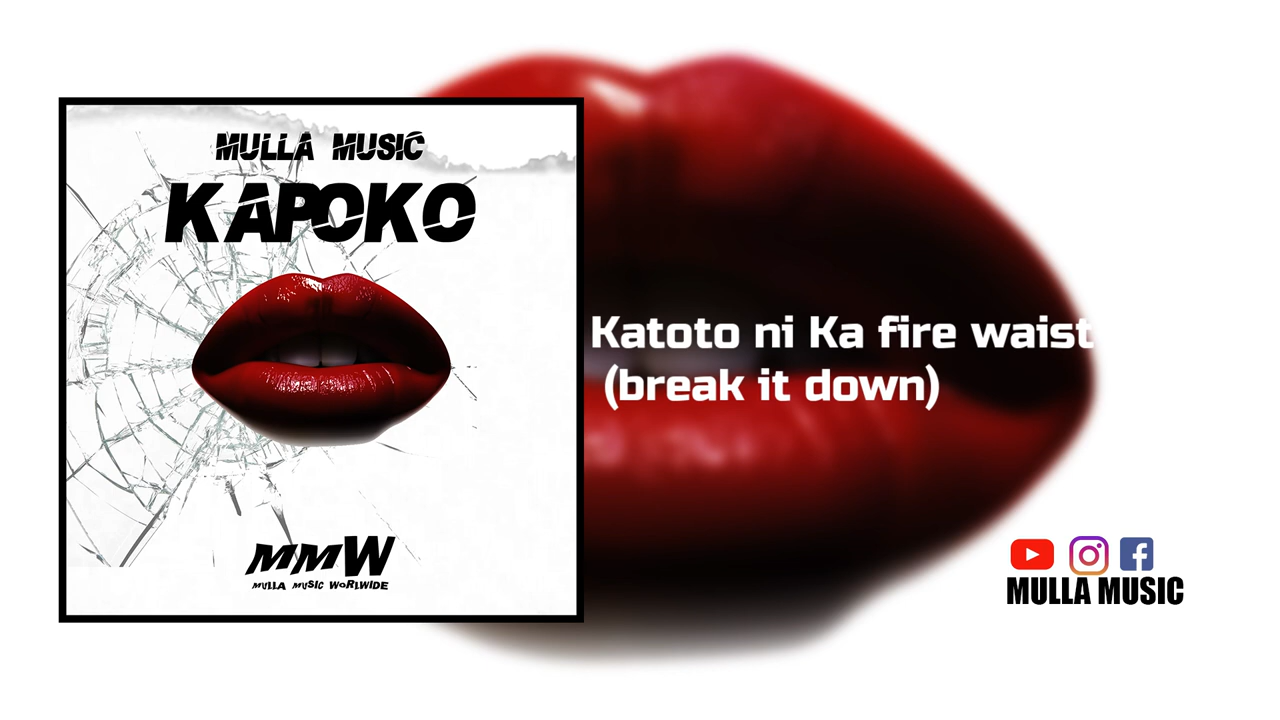 MULLA MUSIC
KAPOKO
MMW
MULLA MUSIC WORLWIDE
Katoto ni Ka fire waist
(break it down)
MULLA MUSIC